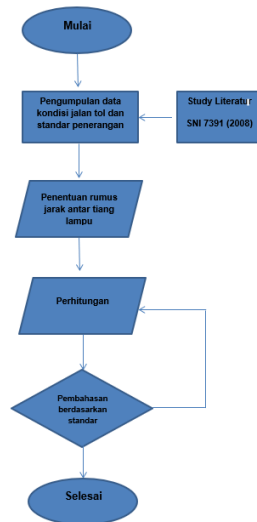 Mulai
Pengumpulan data
kondisi jalan tol dan
standar penerangan
Study Literatur
SNI 7391 (2008)
Penentuan rumus
jarak antar tiang
lampu
Perhitungan
Pembahasan
berdasarkan
standar
Selesai